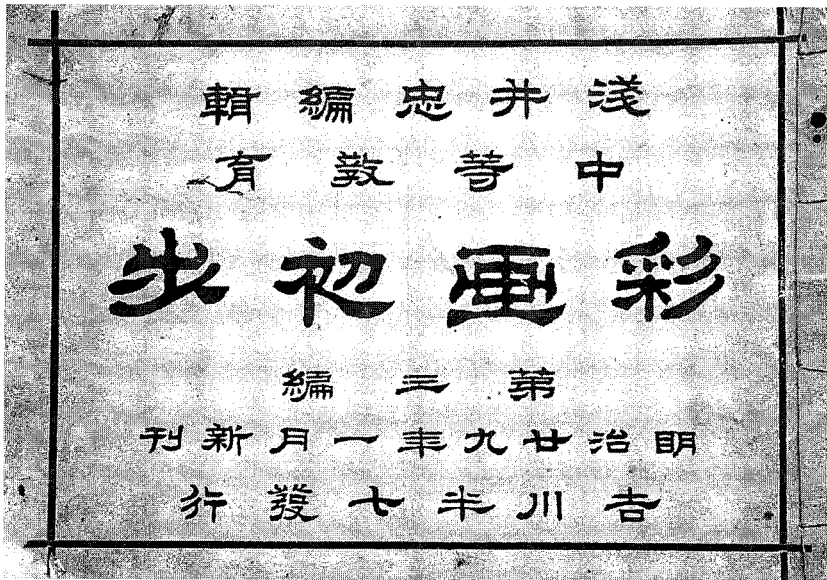 淺井忠編輯
中等教育
彩画初步
第三編
明治廿九年一月新刊
吉川半七發行